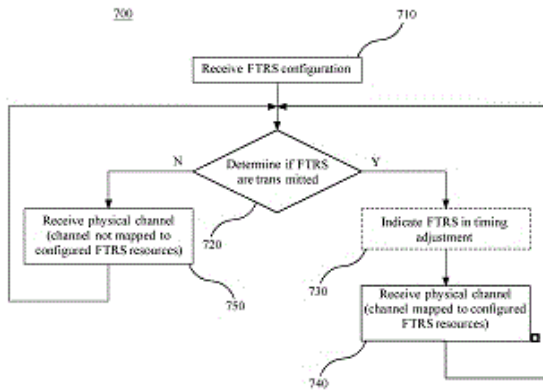 700
710
Receive FTRS configuration
N
Determine if FTRS
are trans mitted
Y
720
Receive physical channel
(channel not mapped to
configured FTRS resources)
750
Indicate FTRS in timing
adjustment
730
Receive physical channel
(channel mapped to configured
FTRS resources)
740